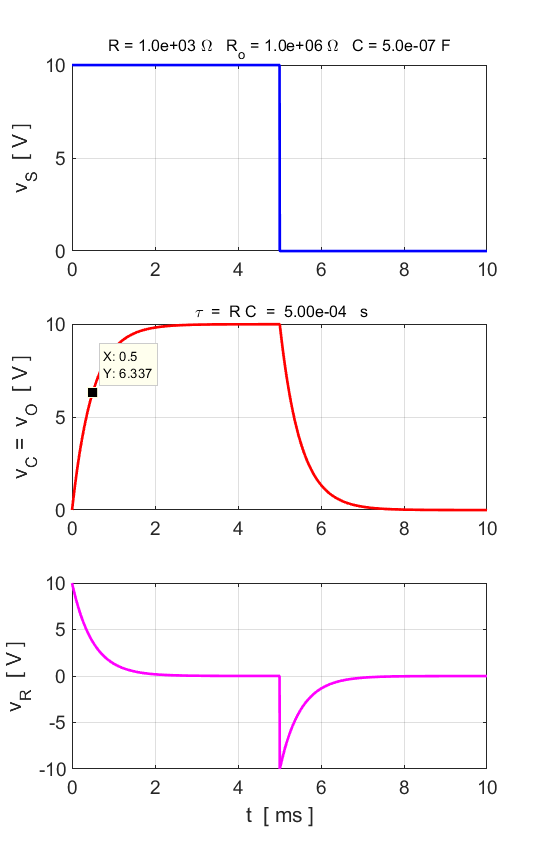 R = 1.0e+03 Ω   R_o = 1.0e+06 Ω   C = 5.0e-07 F
10
5
0
v_S [ V ]
0 2 4 6 8 10
τ = R C = 5.00e-04 s
10
5
0
v_C = v_O [ V ]
X: 0.5
Y: 6.337
0 2 4 6 8 10
10
5
0
-5
-10
v_R [ V ]
0 2 4 6 8 10
t [ ms ]